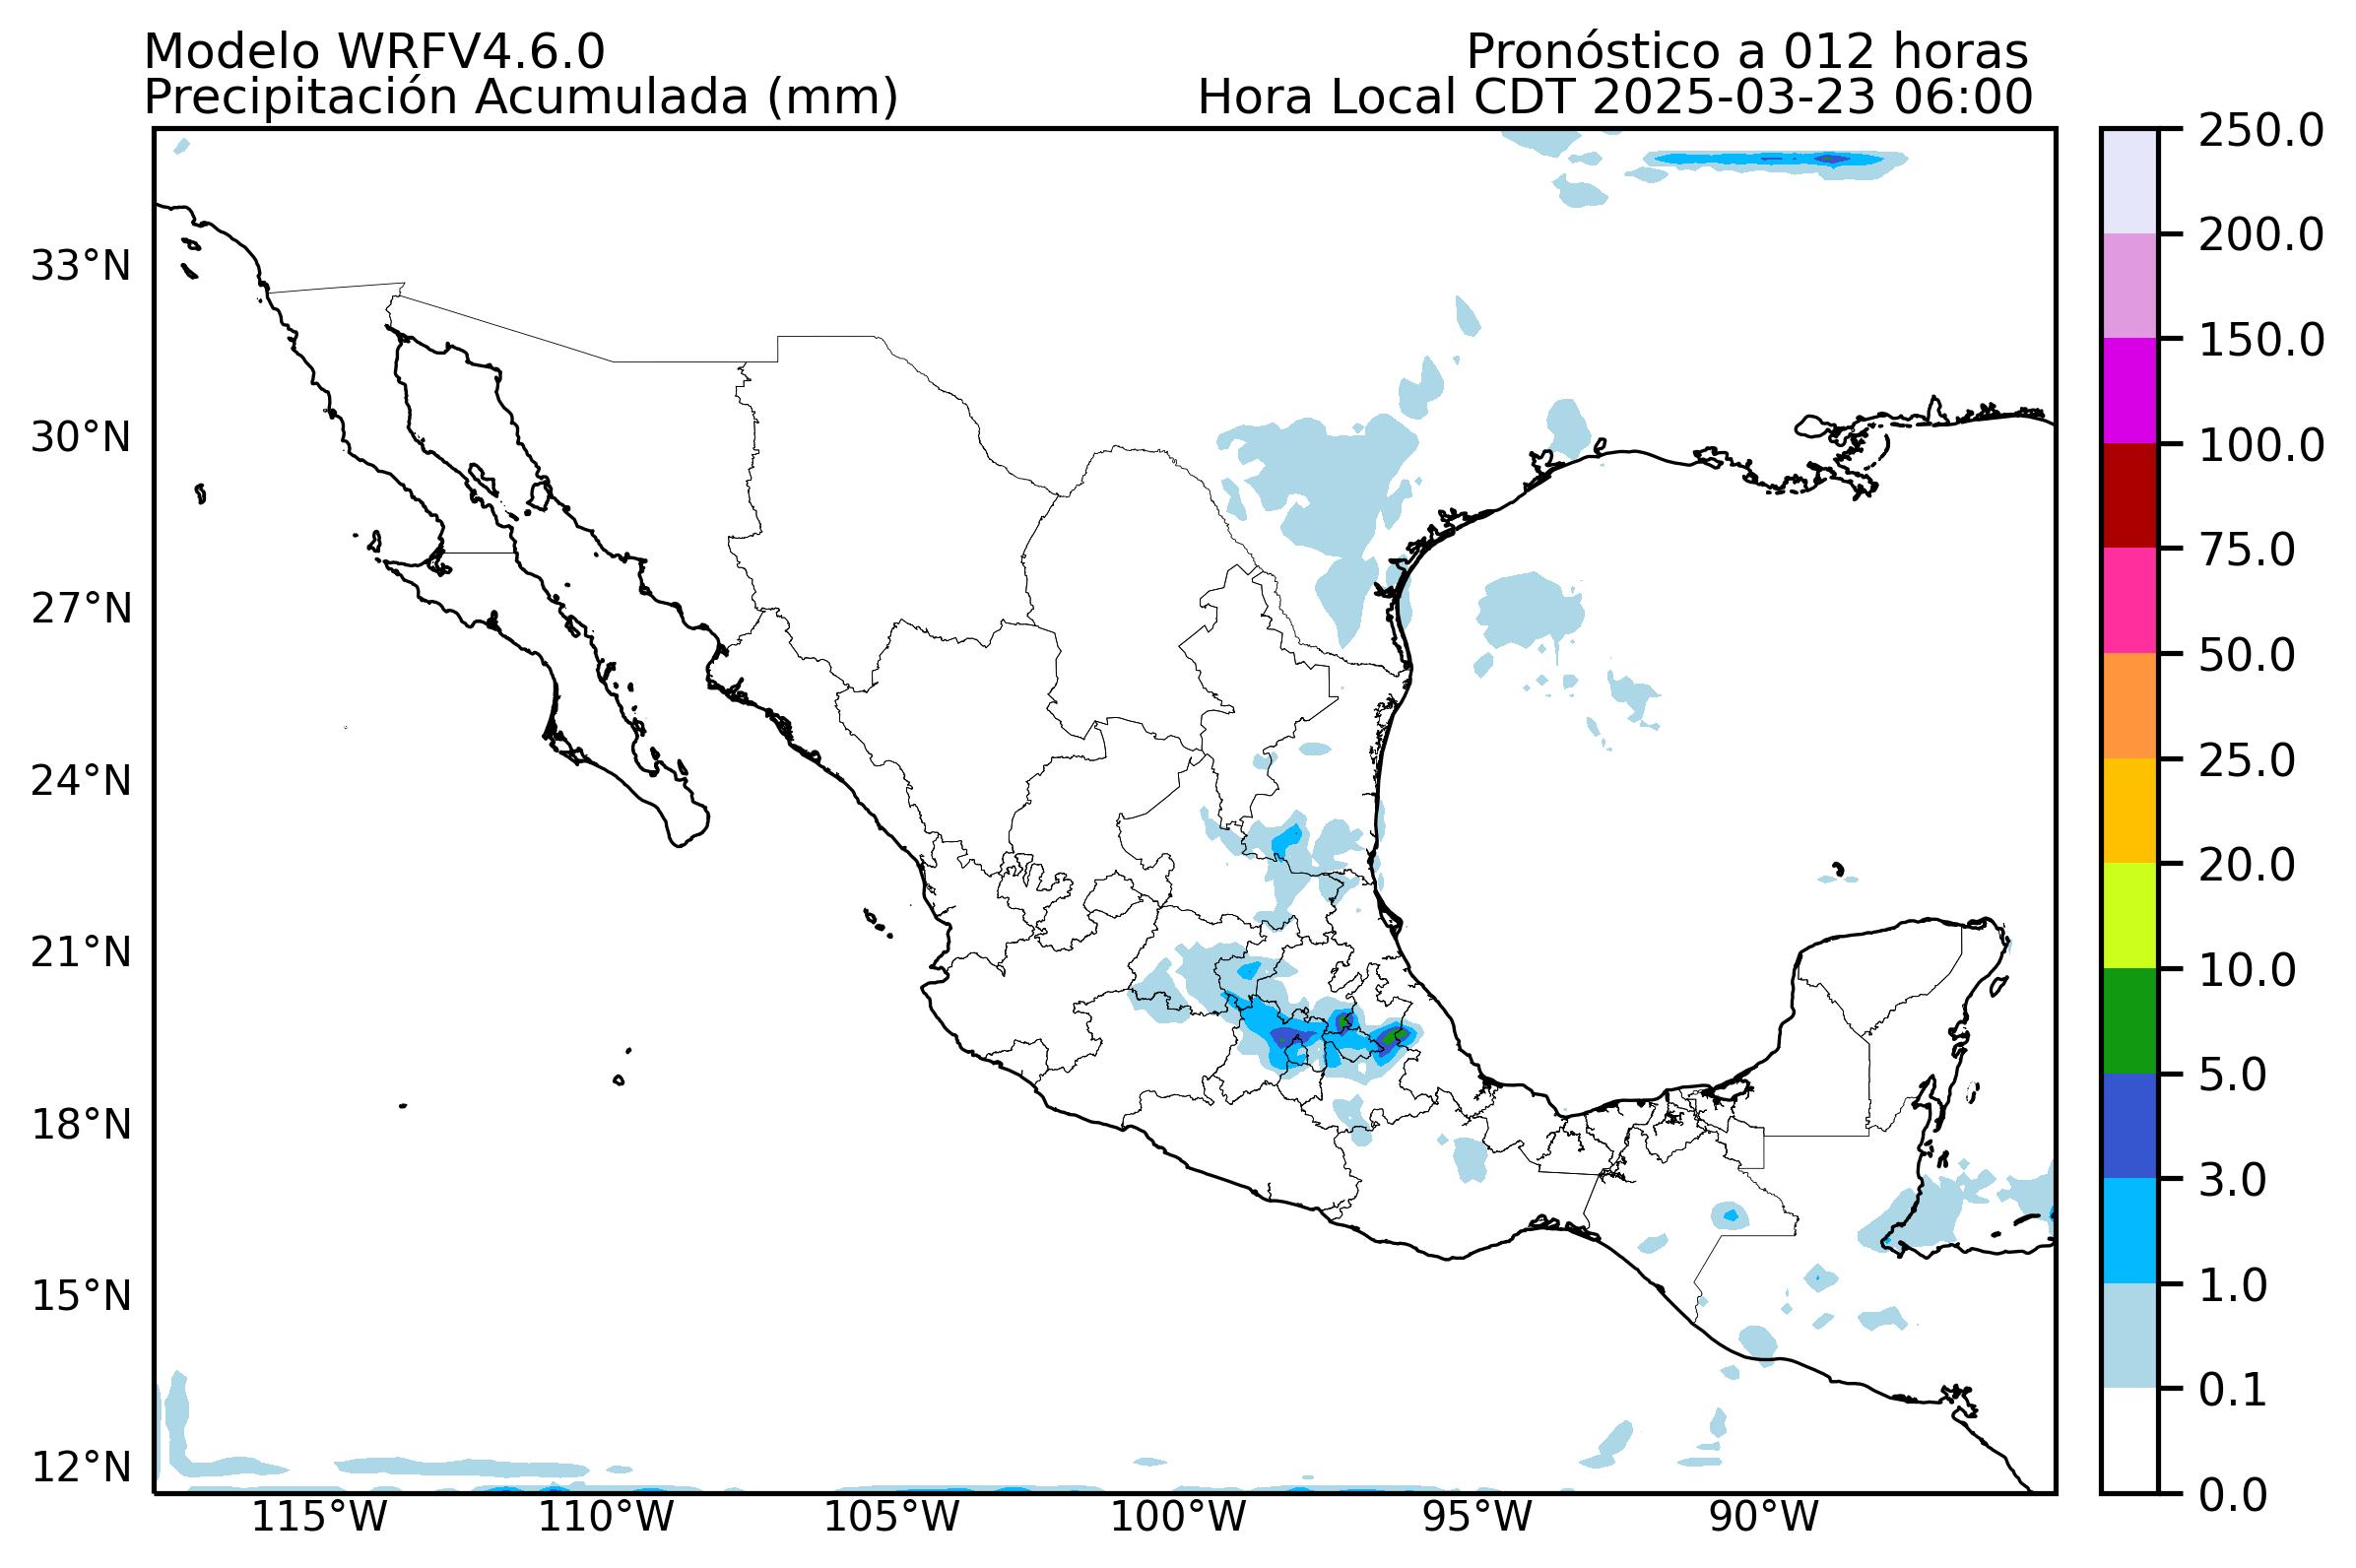 Modelo WRFV4.6.0
Pronóstico a 012 horas
Precipitación Acumulada (mm)
Hora Local CDT 2025-03-23 06:00
33°N
30°N
27°N
24°N
21°N
18°N
15°N
12°N
115°W
110°W
105°W
100°W
95°W
90°W
250.0
200.0
150.0
100.0
75.0
50.0
25.0
20.0
10.0
5.0
3.0
1.0
0.1
0.0